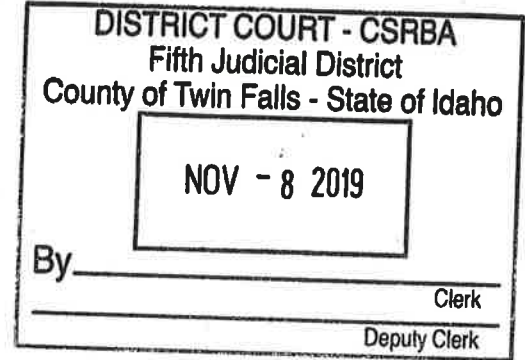 DISTRICT COURT - CSRBA
Fifth Judicial District
County of Twin Falls - State of Idaho
NOV - 8 2019
By
Clerk
Deputy Clerk